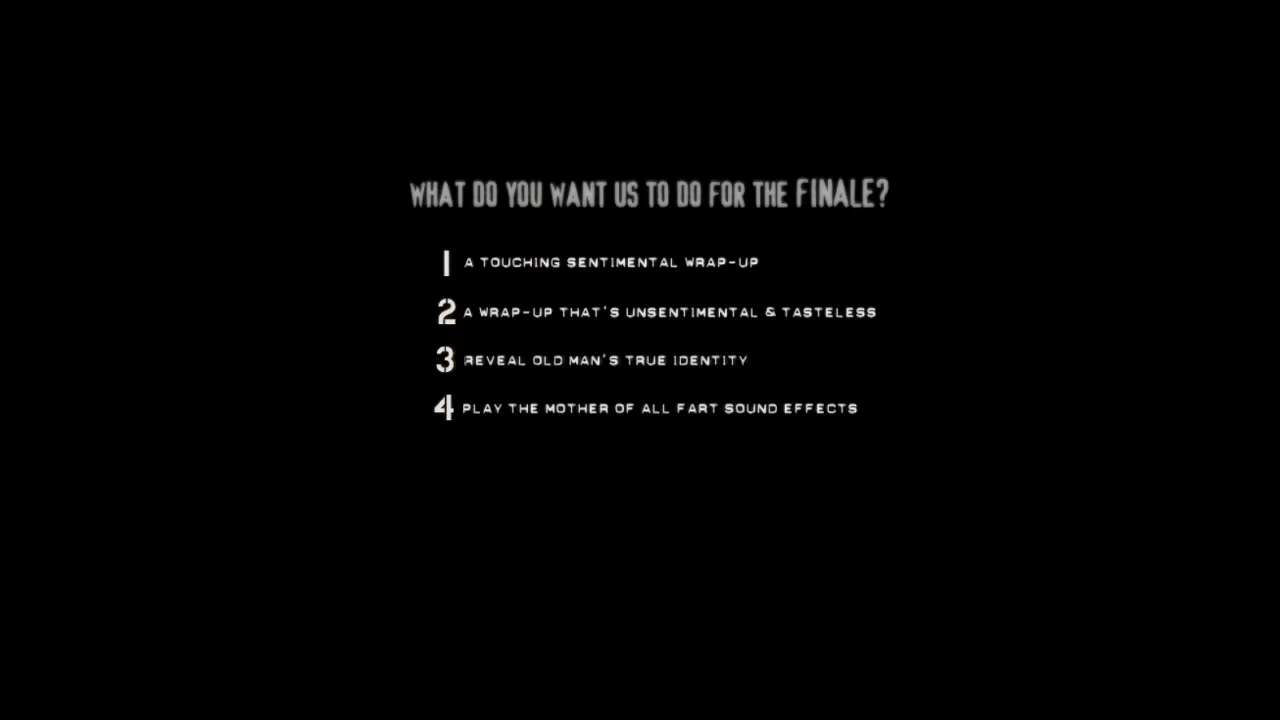 WHAT DO YOU WANT US TO DO FOR THE FINALE?
1 A TOUCHING SENTIMENTAL WRAP-UP
2 A WRAP-UP THAT'S UNSENTIMENTAL & TASTELESS
3 REVEAL OLD MAN'S TRUE IDENTITY
4 PLAY THE MOTHER OF ALL FART SOUND EFFECTS